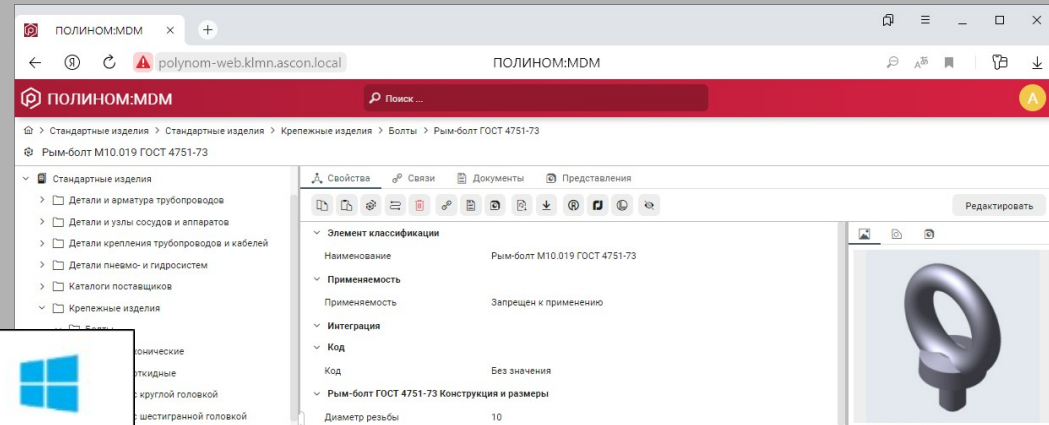 ПОЛИНОМ:MDM
polynom-web.klmn.ascon.local ПОЛИНОМ:MDM
ПОЛИНОМ:MDM Поиск ... A
Стандартные изделия > Стандартные изделия > Крепежные изделия > Болты > Рым-болт ГОСТ 4751-73
Рым-болт М10.019 ГОСТ 4751-73
Стандартные изделия
Детали и арматура трубопроводов
Детали и узлы сосудов и аппаратов
Детали крепления трубопроводов и кабелей
Детали пневмо- и гидросистем
Каталоги поставщиков
Крепежные изделия
с круглой головкой
с шестигранной головкой
Свойства Связи Документы Представления
Редактировать
Элемент классификации
Наименование Рым-болт М10.019 ГОСТ 4751-73
Применяемость
Применяемость Запрещен к применению
Интеграция
Код
Код Без значения
Рым-болт ГОСТ 4751-73 Конструкция и размеры
Диаметр резьбы 10